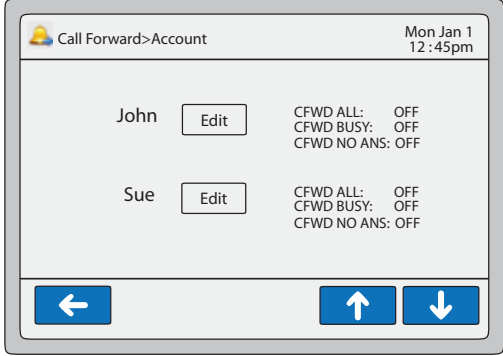 Call Forward>Account
Mon Jan 1
12:45pm
John
Edit
CFWD ALL: OFF
CFWD BUSY: OFF
CFWD NO ANS: OFF
Sue
Edit
CFWD ALL: OFF
CFWD BUSY: OFF
CFWD NO ANS: OFF